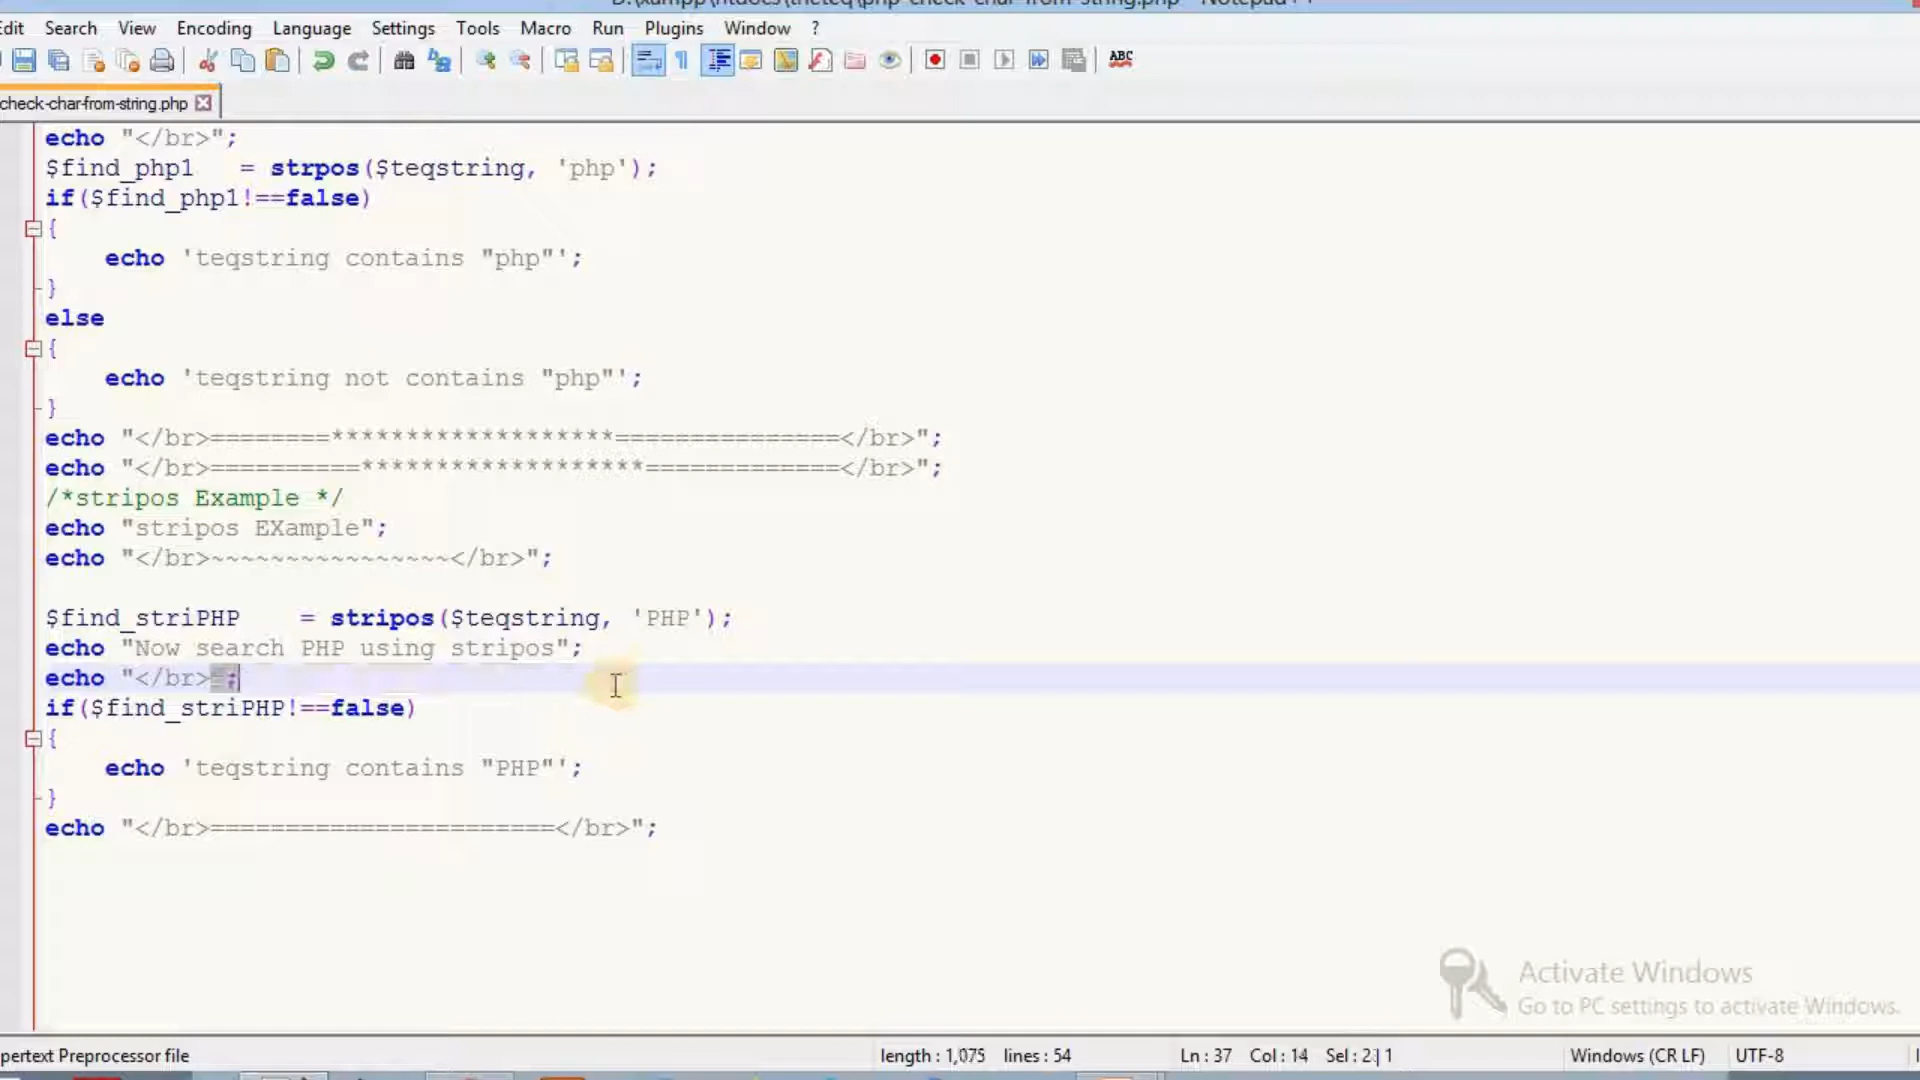 Edit Search View Encoding Language Settings Tools Macro Run Plugins Window ?
ABC
check-char-from-string.php
echo "</br>";
$find_php1   = strpos($teqstring, 'php');
if($find_php1!==false)
{
    echo 'teqstring contains "php"';
}
else
{
    echo 'teqstring not contains "php"';
}
echo "</br>========*******************===============</br>";
echo "</br>==========*******************=============</br>";
/*stripos Example */
echo "stripos EXample";
echo "</br>~~~~~~~~~~~~~~~~</br>";
$find_striPHP    = stripos($teqstring, 'PHP');
echo "Now search PHP using stripos";
echo "</br>";
if($find_striPHP!==false)
{
    echo 'teqstring contains "PHP"';
}
echo "</br>=======================</br>";
Activate Windows
Go to PC settings to activate Windows.
pertext Preprocessor file length : 1,075 lines : 54 Ln : 37 Col : 14 Sel : 2 | 1 Windows (CR LF) UTF-8